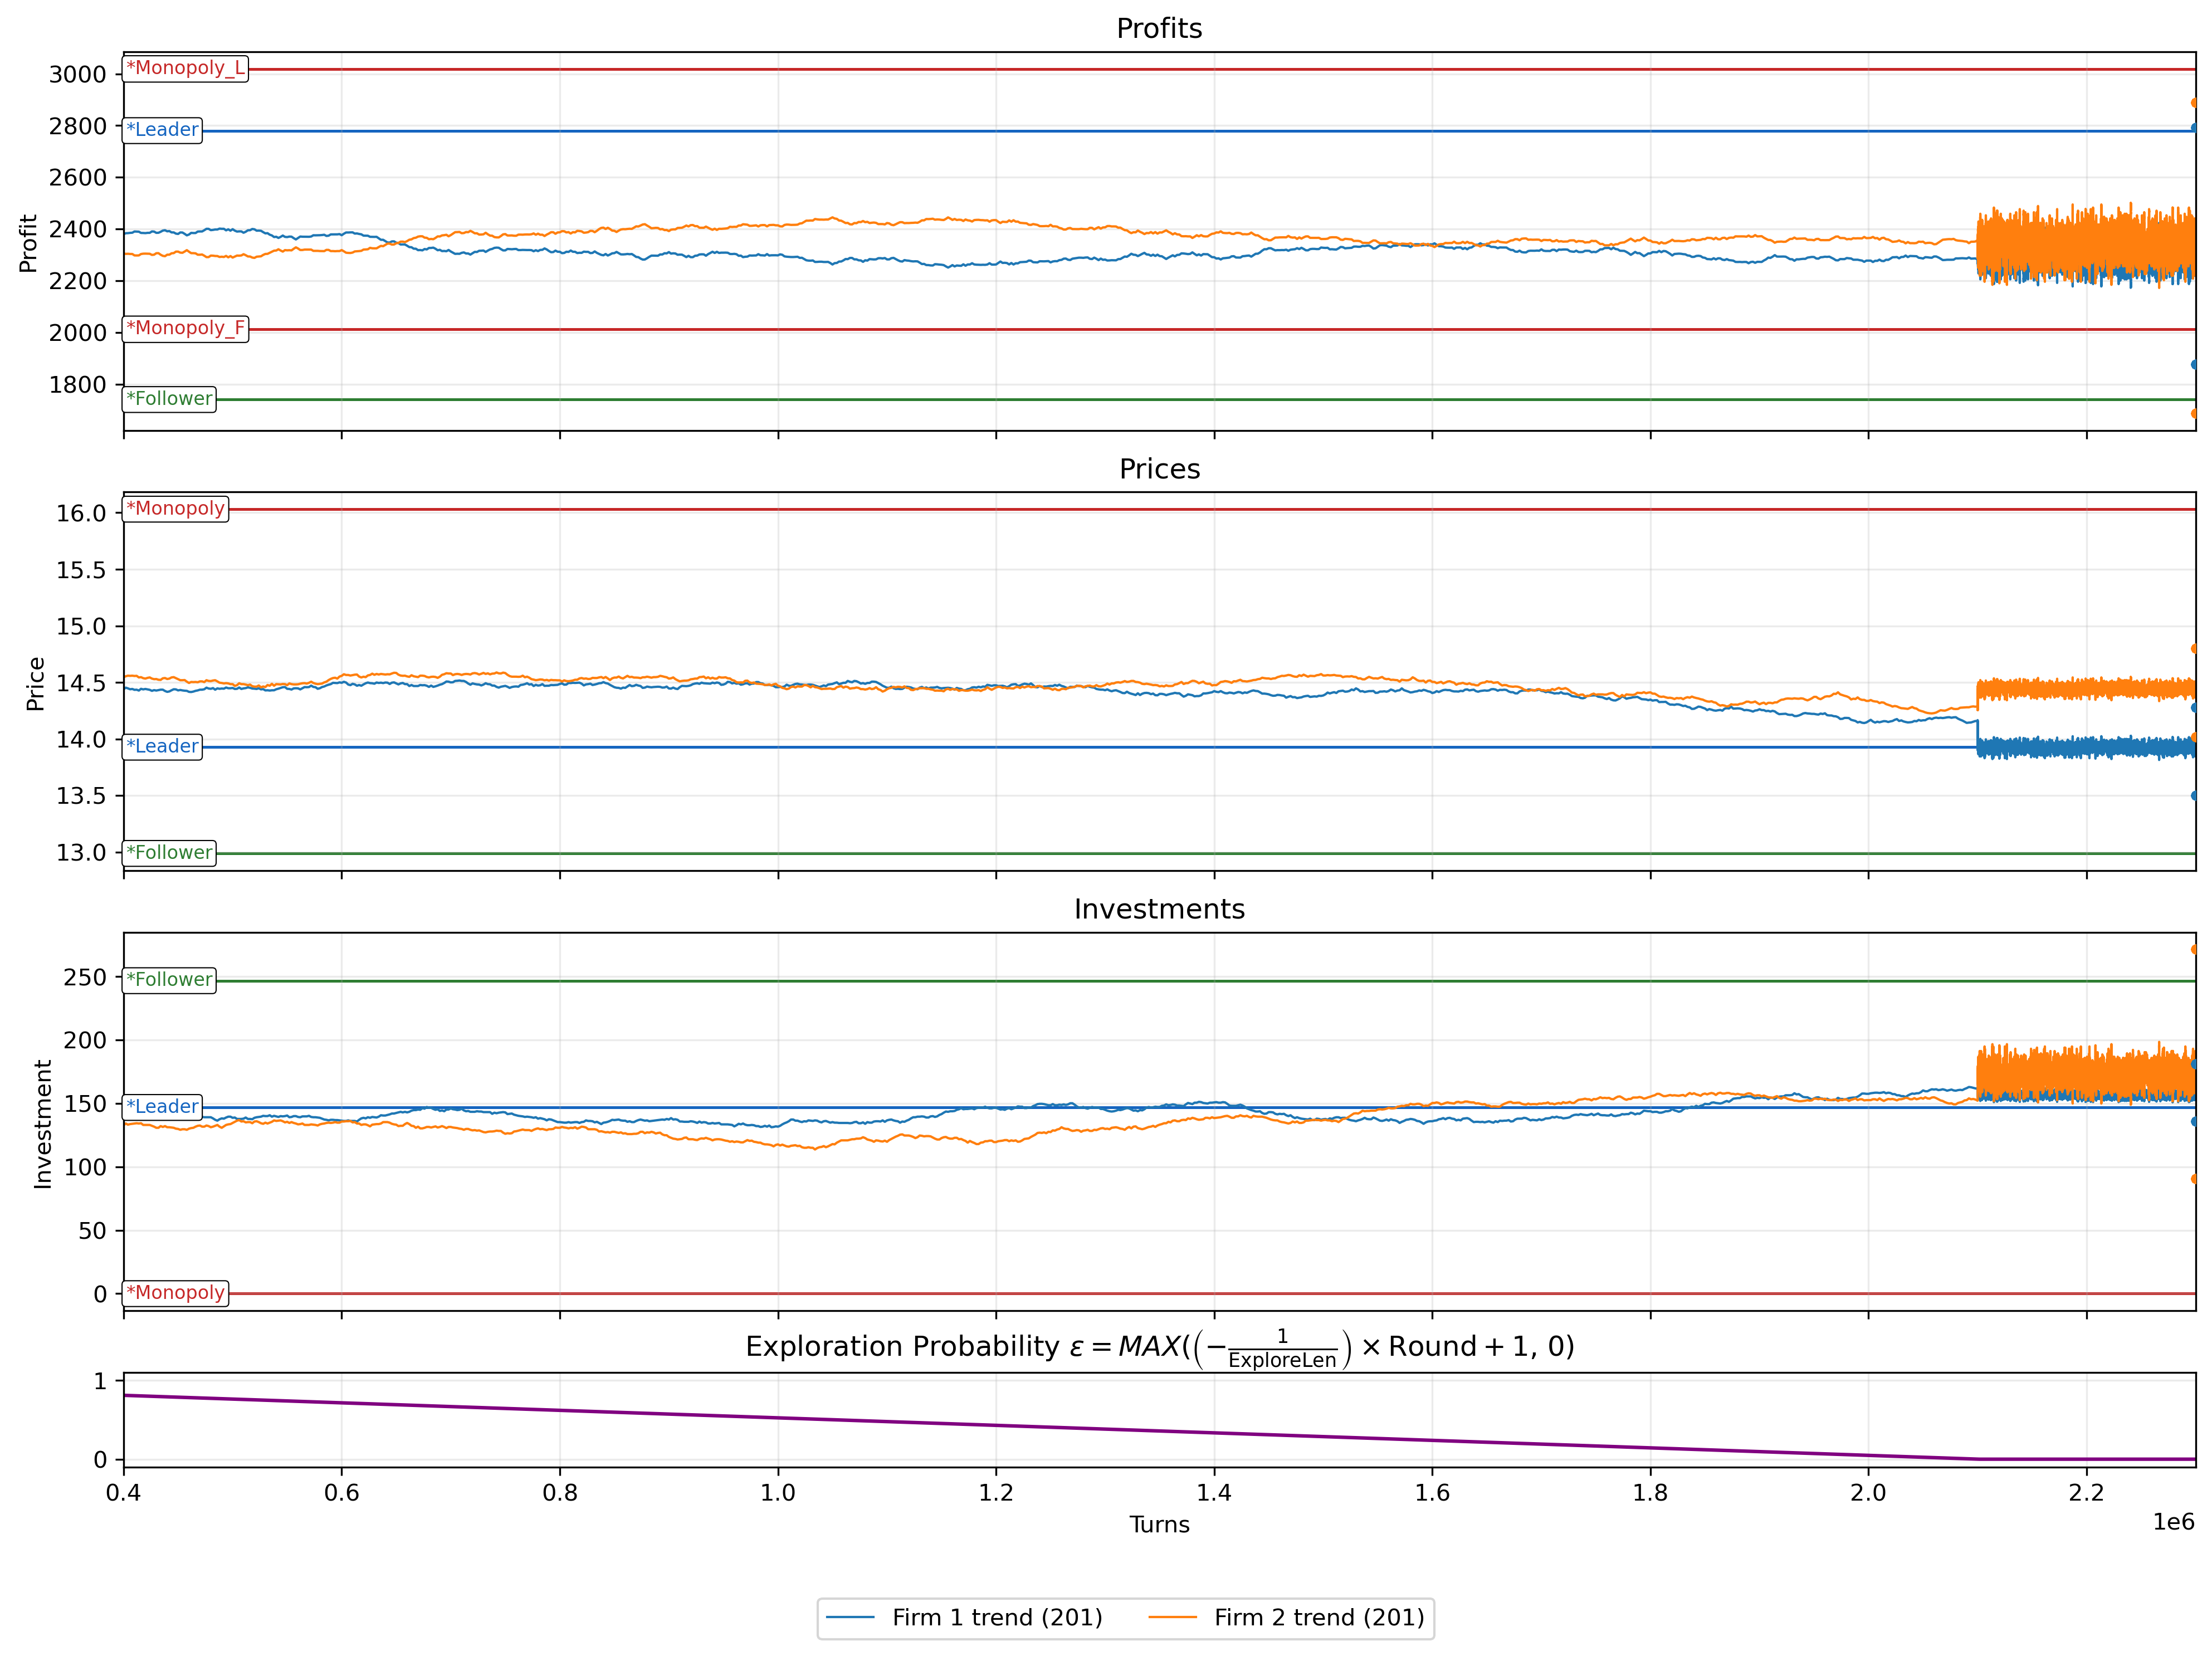 Profits
3000
2800
2600
2400
2200
2000
1800
Profit
*Monopoly_L
*Leader
*Monopoly_F
*Follower
Prices
16.0
15.5
15.0
14.5
14.0
13.5
13.0
Price
*Monopoly
*Leader
*Follower
Investments
250
200
150
100
50
0
Investment
*Follower
*Leader
*Monopoly
Exploration Probability ε = MAX((−1/ExploreLen) × Round + 1, 0)
1
0
0.4 0.6 0.8 1.0 1.2 1.4 1.6 1.8 2.0 2.2
Turns
1e6
Firm 1 trend (201) Firm 2 trend (201)